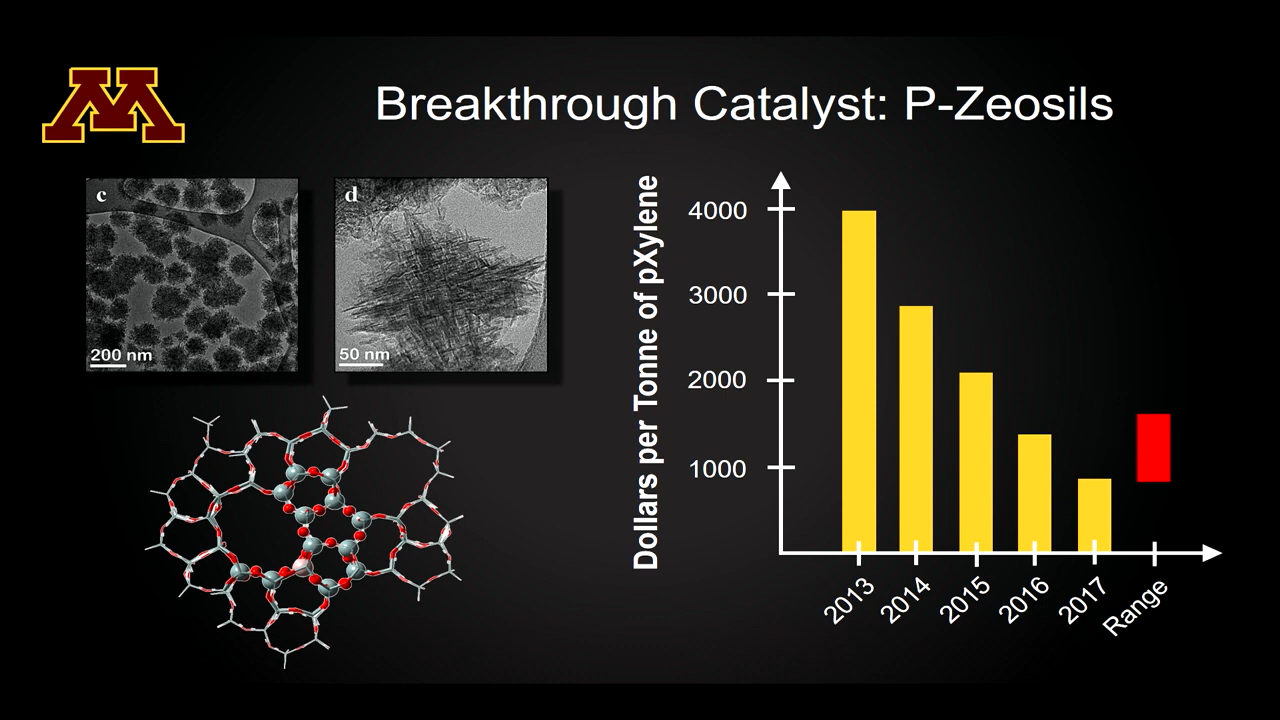 M
Breakthrough Catalyst: P-Zeosils
c
200 nm
d
50 nm
Dollars per Tonne of pXylene
4000
3000
2000
1000
2013
2014
2015
2016
2017
Range